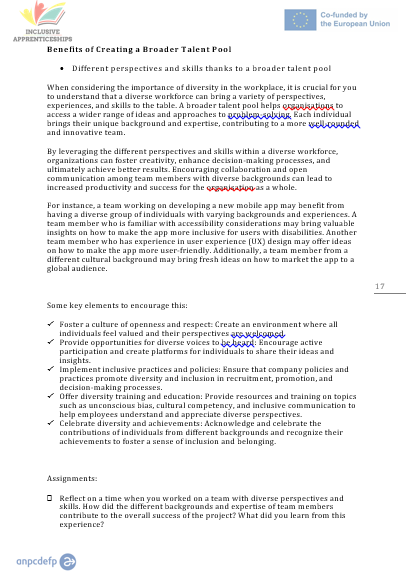 INCLUSIVE
APPRENTICESHIPS
Co-funded by
the European Union
Benefits of Creating a Broader Talent Pool
• Different perspectives and skills thanks to a broader talent pool
When considering the importance of diversity in the workplace, it is crucial for you
to understand that a diverse workforce can bring a variety of perspectives,
experiences, and skills to the table. A broader talent pool helps organisations to
access a wider range of ideas and approaches to problem-solving. Each individual
brings their unique background and expertise, contributing to a more well-rounded
and innovative team.
By leveraging the different perspectives and skills within a diverse workforce,
organizations can foster creativity, enhance decision-making processes, and
ultimately achieve better results. Encouraging collaboration and open
communication among team members with diverse backgrounds can lead to
increased productivity and success for the organisation as a whole.
For instance, a team working on developing a new mobile app may benefit from
having a diverse group of individuals with varying backgrounds and experiences. A
team member who is familiar with accessibility considerations may bring valuable
insights on how to make the app more inclusive for users with disabilities. Another
team member who has experience in user experience (UX) design may offer ideas
on how to make the app more user-friendly. Additionally, a team member from a
different cultural background may bring fresh ideas on how to market the app to a
global audience.
17
Some key elements to encourage this:
✓ Foster a culture of openness and respect: Create an environment where all
individuals feel valued and their perspectives are welcomed.
✓ Provide opportunities for diverse voices to be heard: Encourage active
participation and create platforms for individuals to share their ideas and
insights.
✓ Implement inclusive practices and policies: Ensure that company policies and
practices promote diversity and inclusion in recruitment, promotion, and
decision-making processes.
✓ Offer diversity training and education: Provide resources and training on topics
such as unconscious bias, cultural competency, and inclusive communication to
help employees understand and appreciate diverse perspectives.
✓ Celebrate diversity and achievements: Acknowledge and celebrate the
contributions of individuals from different backgrounds and recognize their
achievements to foster a sense of inclusion and belonging.
Assignments:
☐ Reflect on a time when you worked on a team with diverse perspectives and
skills. How did the different backgrounds and expertise of team members
contribute to the overall success of the project? What did you learn from this
experience?
anpcdefp